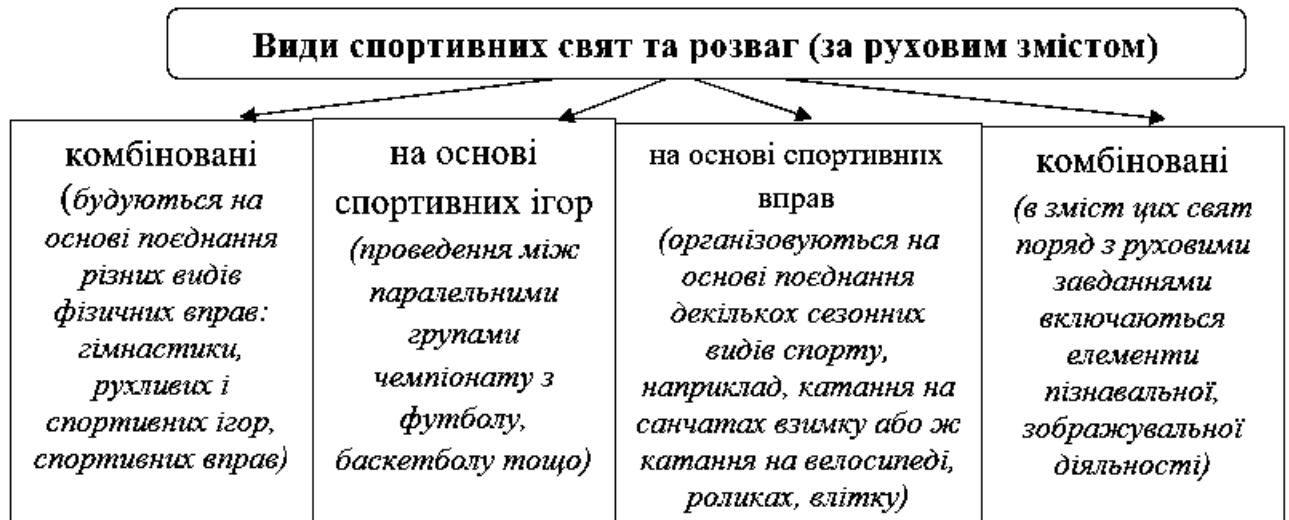 Види спортивних свят та розваг (за руховим змістом)
комбіновані
(будуються на
основі поєднання
різних видів
фізичних вправ:
гімнастики,
рухливих і
спортивних ігор,
спортивних вправ)
на основі
спортивних ігор
(проведення між
паралельними
групами
чемпіонату з
футболу,
баскетболу тощо)
на основі спортивних
вправ
(організовуються на
основі поєднання
декількох сезонних
видів спорту,
наприклад, катання на
санчатах взимку або ж
катання на велосипеді,
роликах, влітку)
комбіновані
(в зміст цих свят
поряд з руховими
завданнями
включаються
елементи
пізнавальної,
зображувальної
діяльності)